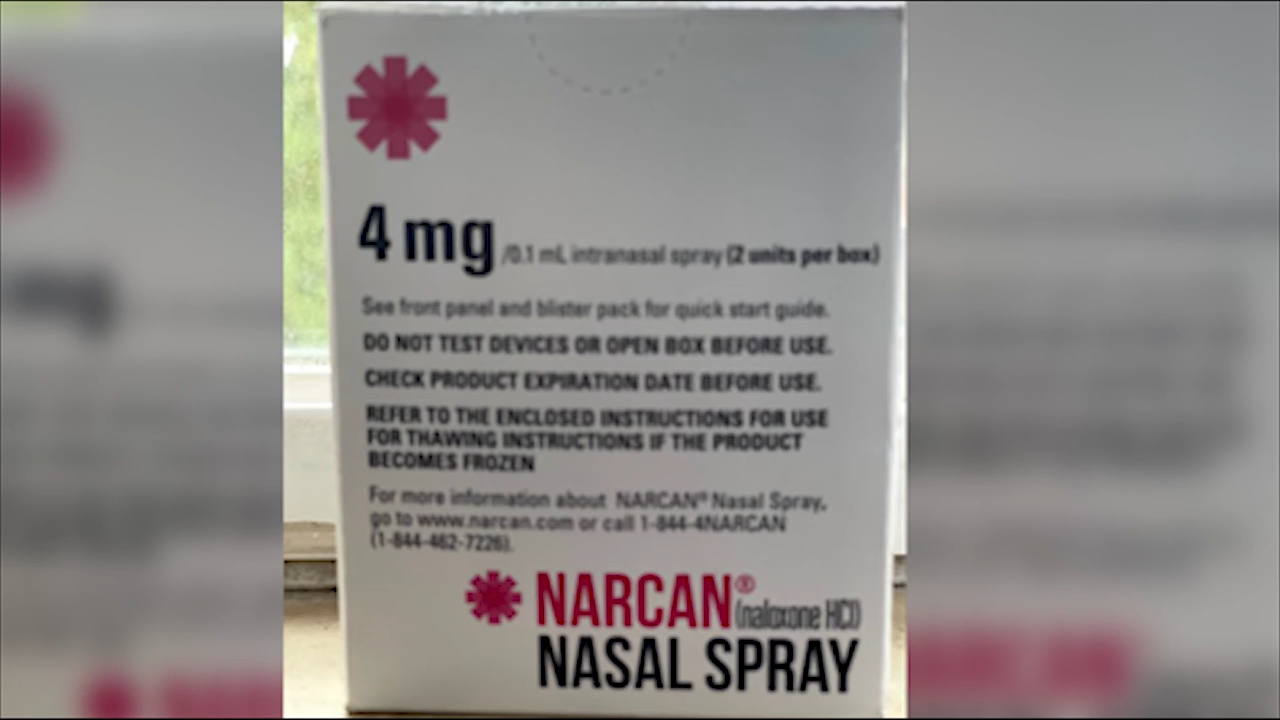 4 mg /0.1 mL intranasal spray (2 units per box)
See front panel and blister pack for quick start guide.
DO NOT TEST DEVICES OR OPEN BOX BEFORE USE.
CHECK PRODUCT EXPIRATION DATE BEFORE USE.
REFER TO THE ENCLOSED INSTRUCTIONS FOR USE
FOR THAWING INSTRUCTIONS IF THE PRODUCT
BECOMES FROZEN
For more information about NARCAN® Nasal Spray,
go to www.narcan.com or call 1-844-4NARCAN
(1-844-462-7226).
NARCAN® (naloxone HCl)
NASAL SPRAY